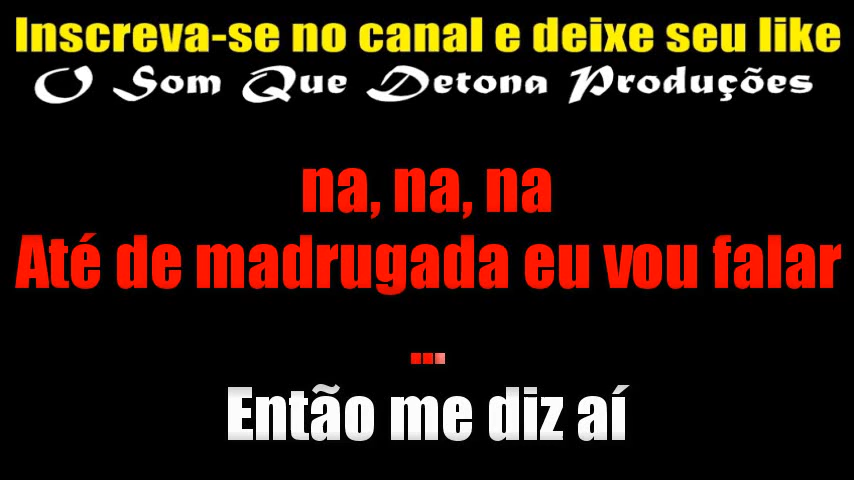 Inscreva-se no canal e deixe seu like
O Som Que Detona Produções
na, na, na
Até de madrugada eu vou falar
...
Então me diz aí